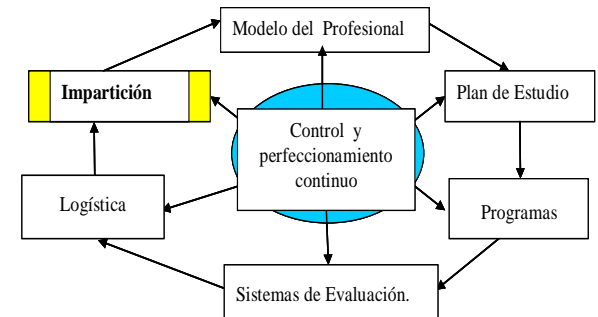 Modelo del Profesional
Impartición
Plan de Estudio
Control y
perfeccionamiento
continuo
Logística
Programas
Sistemas de Evaluación.